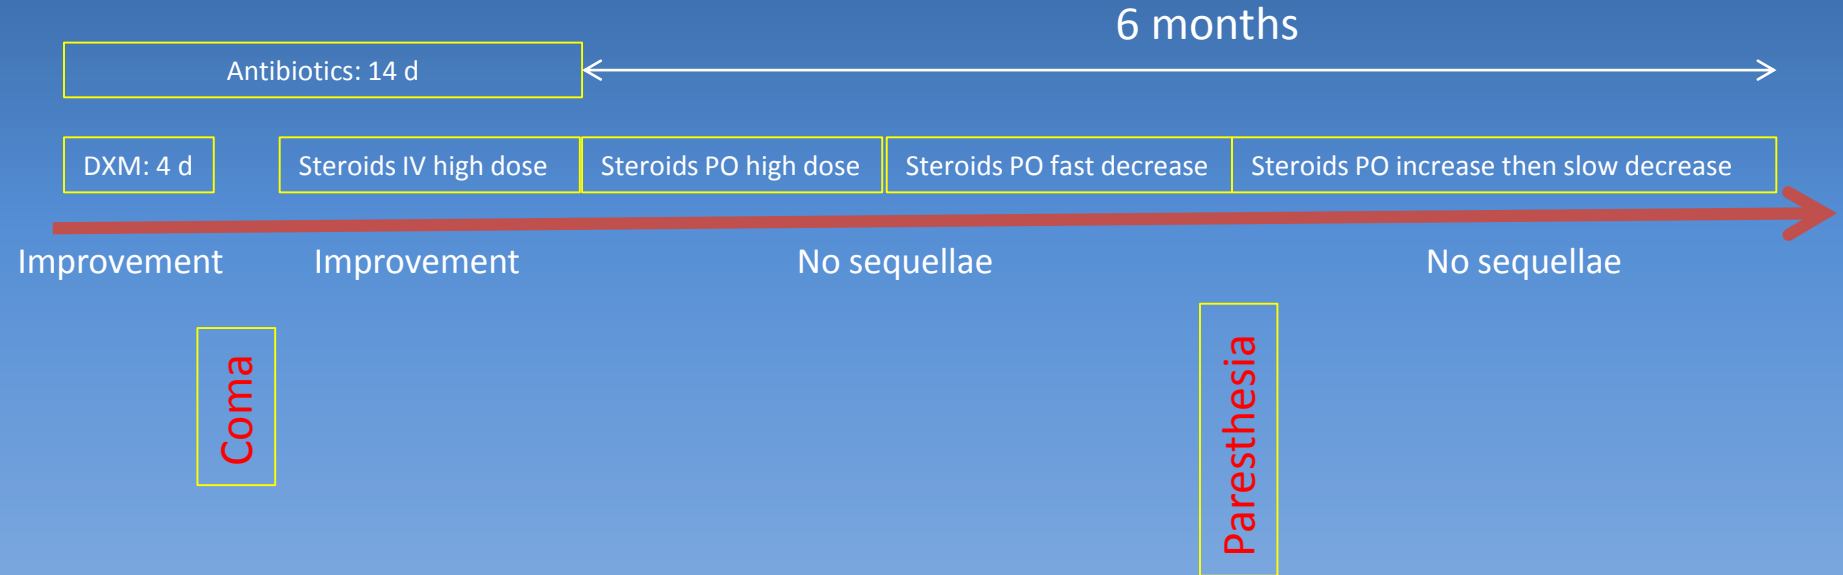 6 months
Antibiotics: 14 d
DXM: 4 d
Steroids IV high dose
Steroids PO high dose
Steroids PO fast decrease
Steroids PO increase then slow decrease
Improvement
Improvement
No sequellae
No sequellae
Coma
Paresthesia